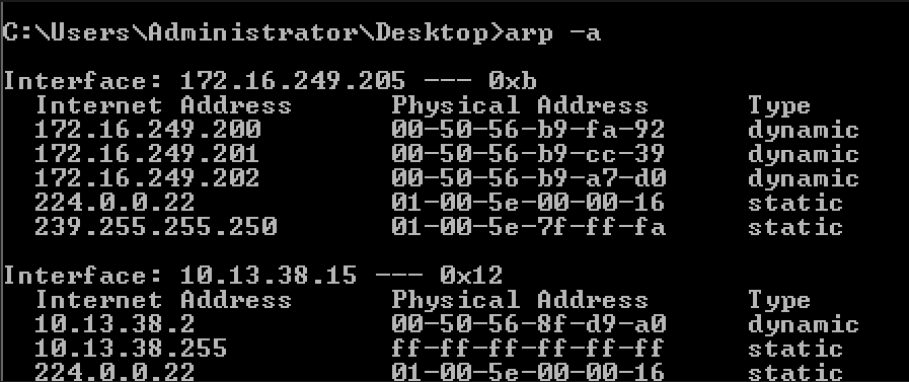 C:\Users\Administrator\Desktop>arp -a
Interface: 172.16.249.205 --- 0xb
Internet Address Physical Address Type
172.16.249.200 00-50-56-b9-fa-92 dynamic
172.16.249.201 00-50-56-b9-cc-39 dynamic
172.16.249.202 00-50-56-b9-a7-d0 dynamic
224.0.0.22 01-00-5e-00-00-16 static
239.255.255.250 01-00-5e-7f-ff-fa static
Interface: 10.13.38.15 --- 0x12
Internet Address Physical Address Type
10.13.38.2 00-50-56-8f-d9-a0 dynamic
10.13.38.255 ff-ff-ff-ff-ff-ff static
224.0.0.22 01-00-5e-00-00-16 static